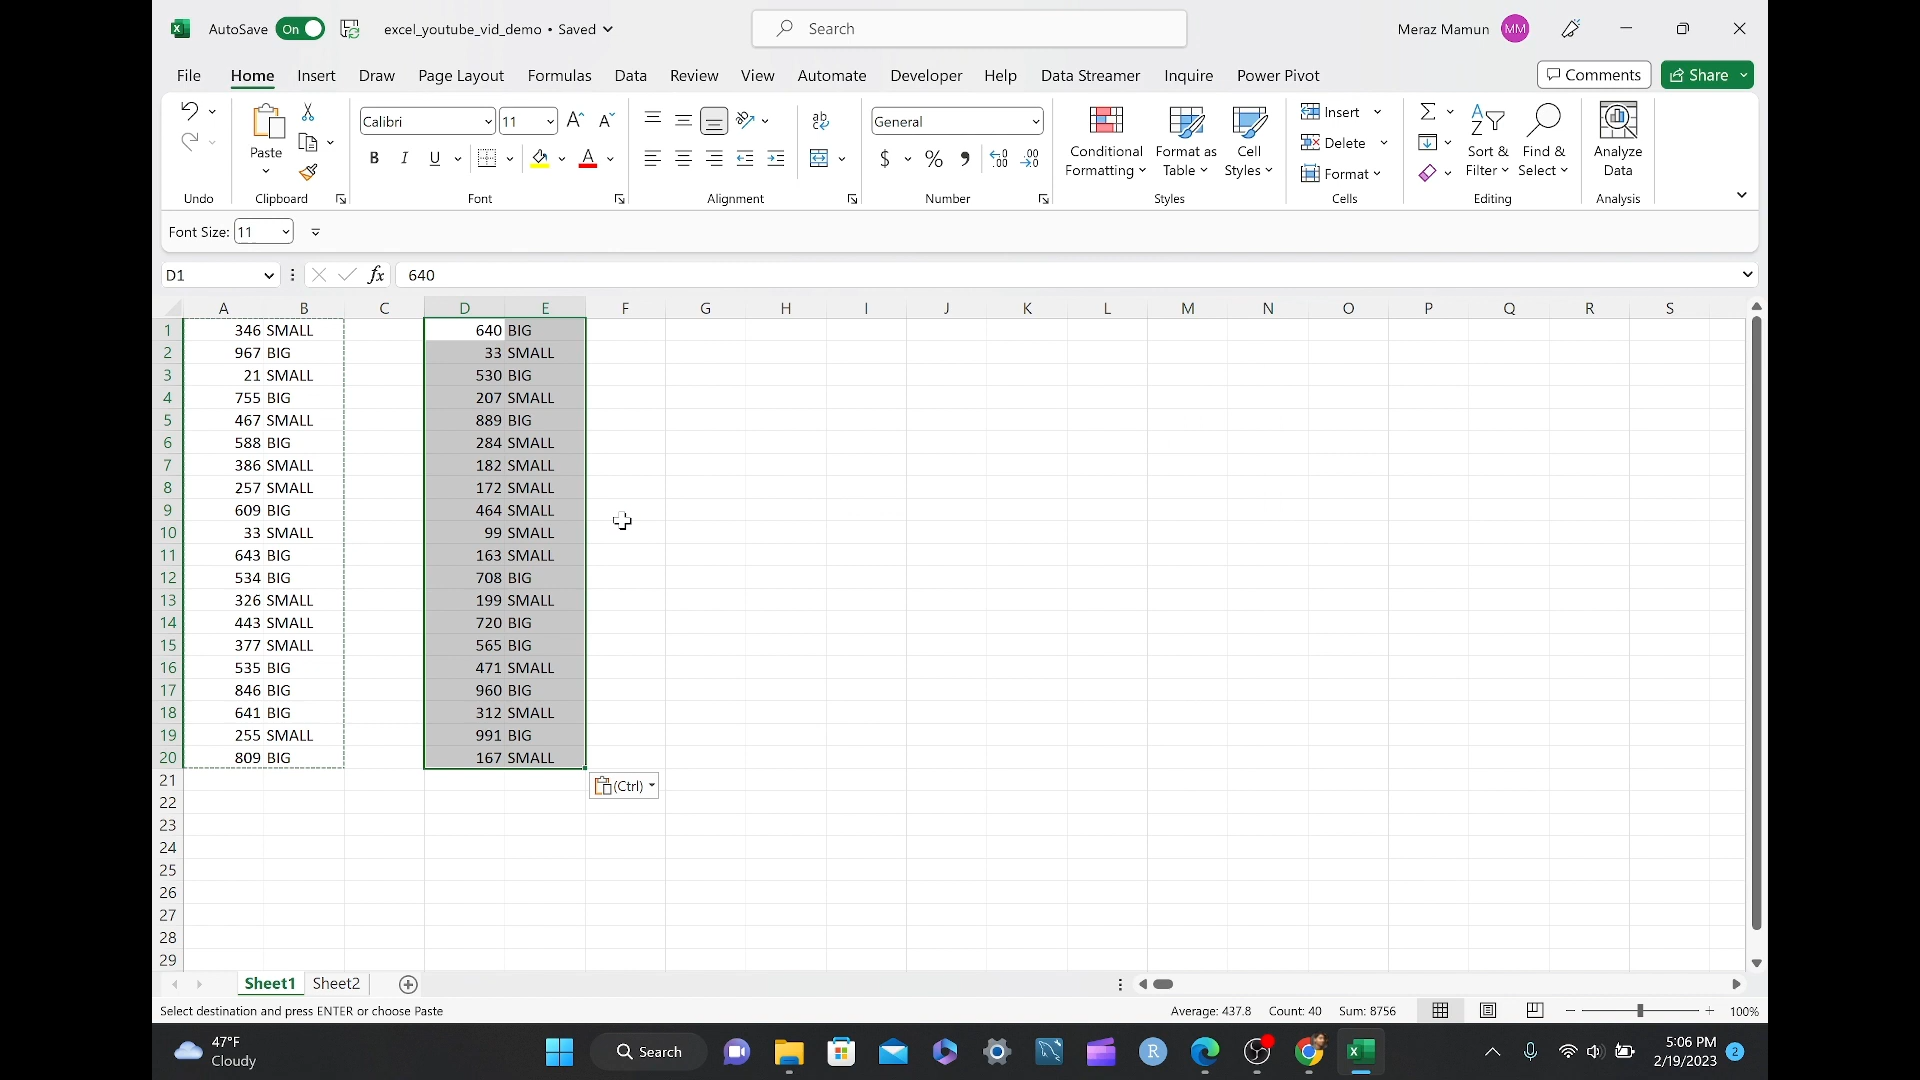 AutoSave On excel_youtube_vid_demo • Saved Search Meraz Mamun MM
File Home Insert Draw Page Layout Formulas Data Review View Automate Developer Help Data Streamer Inquire Power Pivot Comments Share
Calibri 11 General Insert
Paste Conditional Format as Cell Delete Sort & Find & Analyze
Formatting Table Styles Format Filter Select Data
Undo Clipboard Font Alignment Number Styles Cells Editing Analysis
Font Size: 11
D1 fx 640
A B C D E F G H I J K L M N O P Q R S
1 346 SMALL 640 BIG
2 967 BIG 33 SMALL
3 21 SMALL 530 BIG
4 755 BIG 207 SMALL
5 467 SMALL 889 BIG
6 588 BIG 284 SMALL
7 386 SMALL 182 SMALL
8 257 SMALL 172 SMALL
9 609 BIG 464 SMALL
10 33 SMALL 99 SMALL
11 643 BIG 163 SMALL
12 534 BIG 708 BIG
13 326 SMALL 199 SMALL
14 443 SMALL 720 BIG
15 377 SMALL 565 BIG
16 535 BIG 471 SMALL
17 846 BIG 960 BIG
18 641 BIG 312 SMALL
19 255 SMALL 991 BIG
20 809 BIG 167 SMALL
21 (Ctrl)
22
23
24
25
26
27
28
29
Sheet1 Sheet2
Select destination and press ENTER or choose Paste Average: 437.8 Count: 40 Sum: 8756 100%
47°F Search 5:06 PM
Cloudy 2/19/2023 2